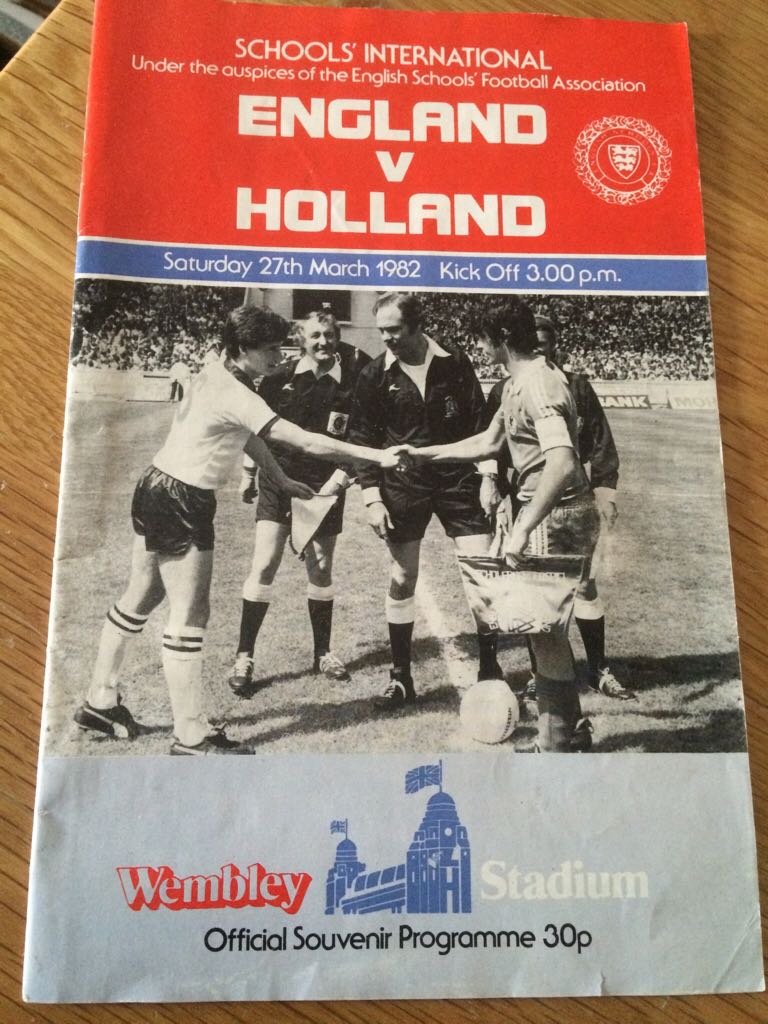 SCHOOLS' INTERNATIONAL
Under the auspices of the English Schools' Football Association
ENGLAND
v
HOLLAND
Saturday 27th March 1982 Kick Off 3.00 p.m.
BANK
Wembley Stadium
Official Souvenir Programme 30p